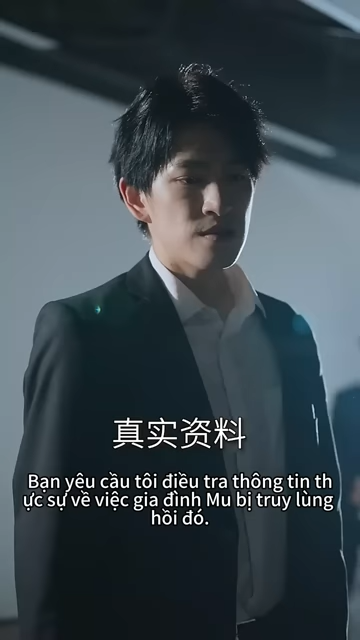 真实资料
Bạn yêu cầu tôi điều tra thông tin th
ực sự về việc gia đình Mu bị truy lùng
hồi đó.